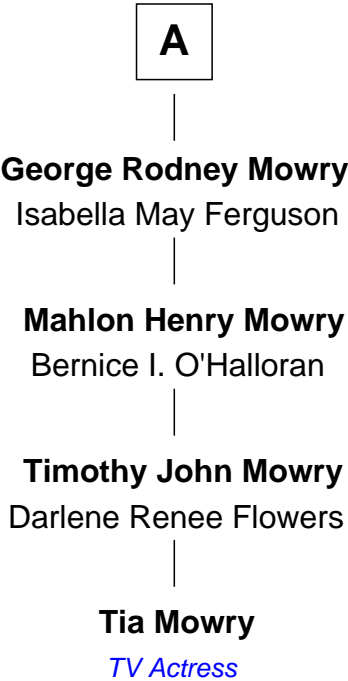 A
George Rodney Mowry
Isabella May Ferguson
Mahlon Henry Mowry
Bernice I. O'Halloran
Timothy John Mowry
Darlene Renee Flowers
Tia Mowry
TV Actress